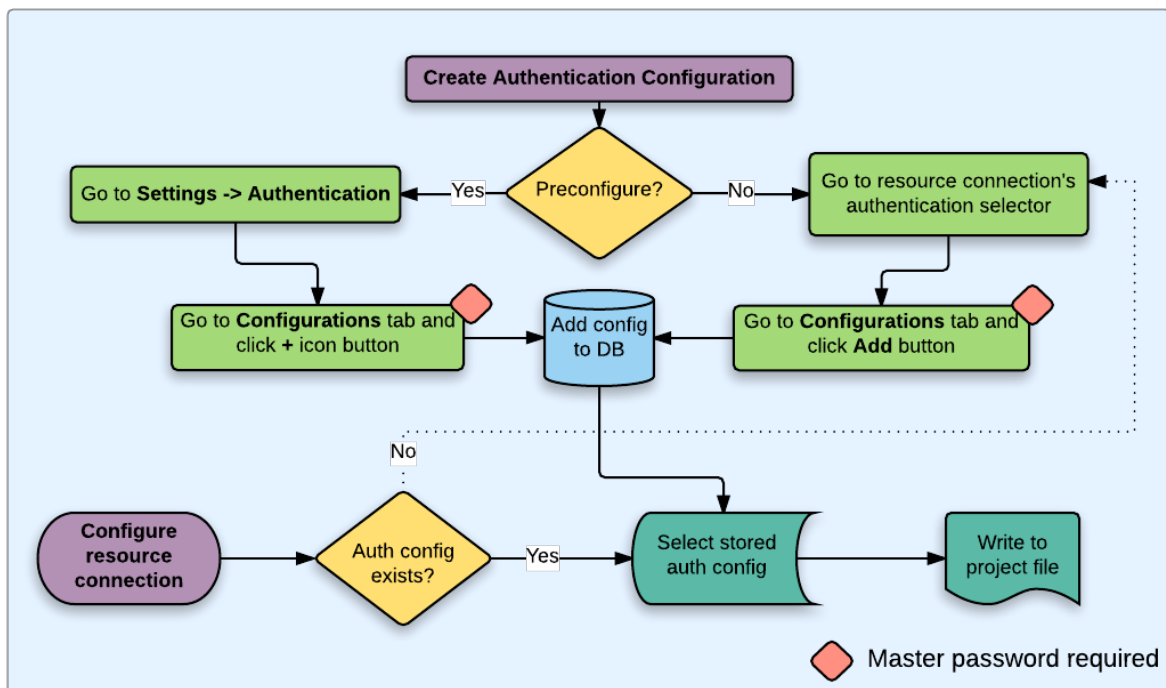 Create Authentication Configuration
Preconfigure?
Yes
No
Go to Settings -> Authentication
Go to resource connection's
authentication selector
Go to Configurations tab and
click + icon button
Add config
to DB
Go to Configurations tab and
click Add button
No
Configure
resource
connection
Auth config
exists?
Yes
Select stored
auth config
Write to
project file
Master password required